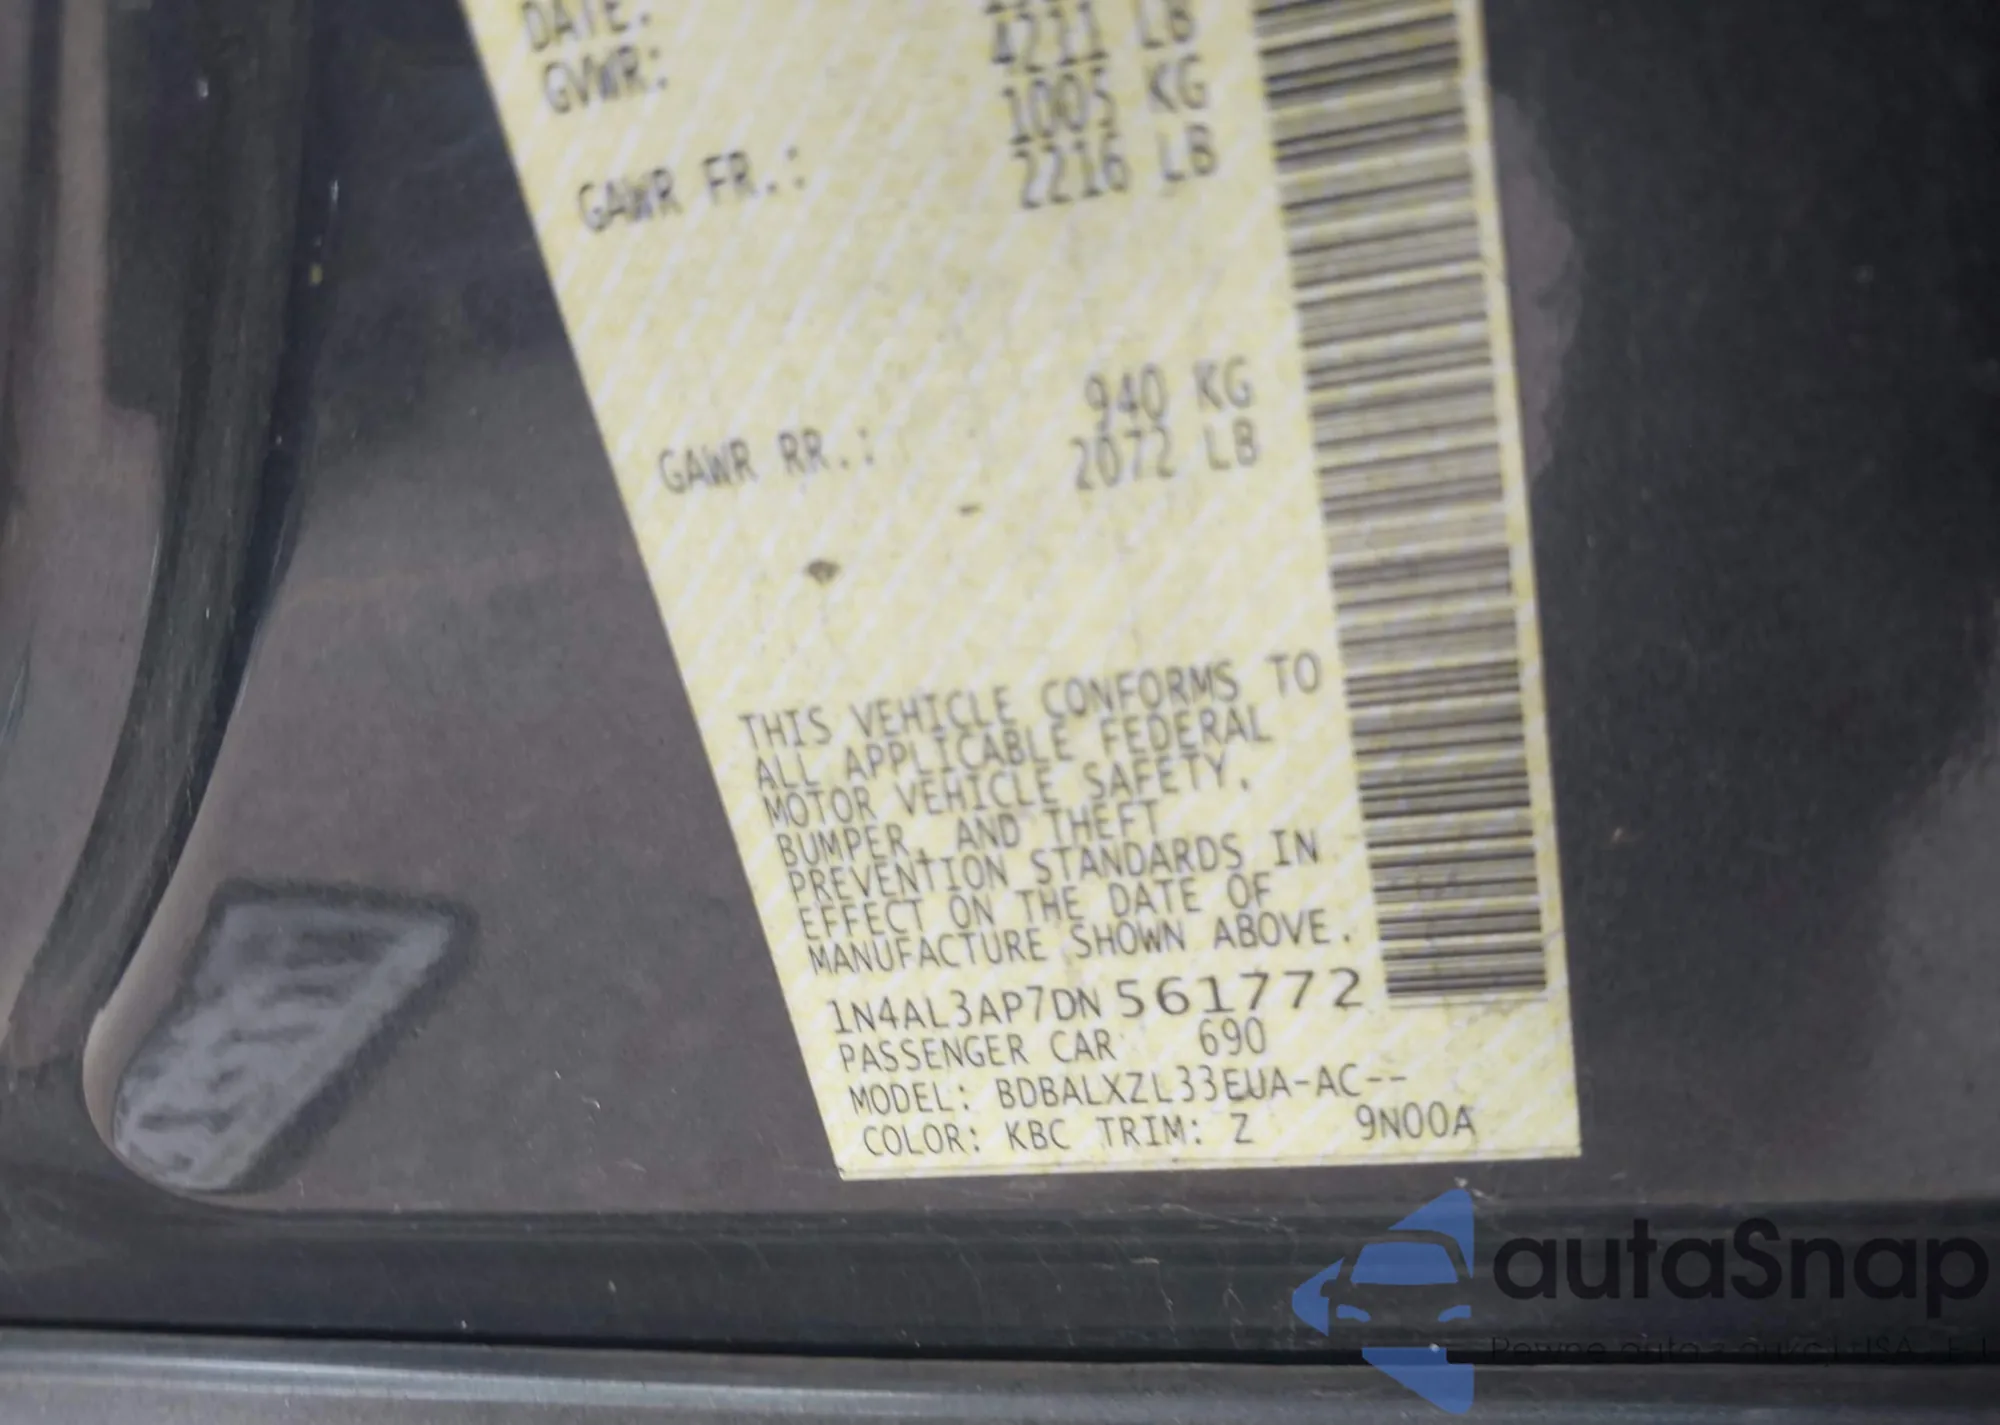 DATE:
4211 LB
GVWR:
1005 KG
GAWR FR.: 2216 LB
940 KG
GAWR RR.: 2072 LB
THIS VEHICLE CONFORMS TO
ALL APPLICABLE FEDERAL
MOTOR VEHICLE SAFETY,
BUMPER, AND THEFT
PREVENTION STANDARDS IN
EFFECT ON THE DATE OF
MANUFACTURE SHOWN ABOVE.
1N4AL3AP7DN561772
PASSENGER CAR 690
MODEL: BDBALXZL33EUA-AC--
COLOR: KBC TRIM: Z 9N00A
autaSnap